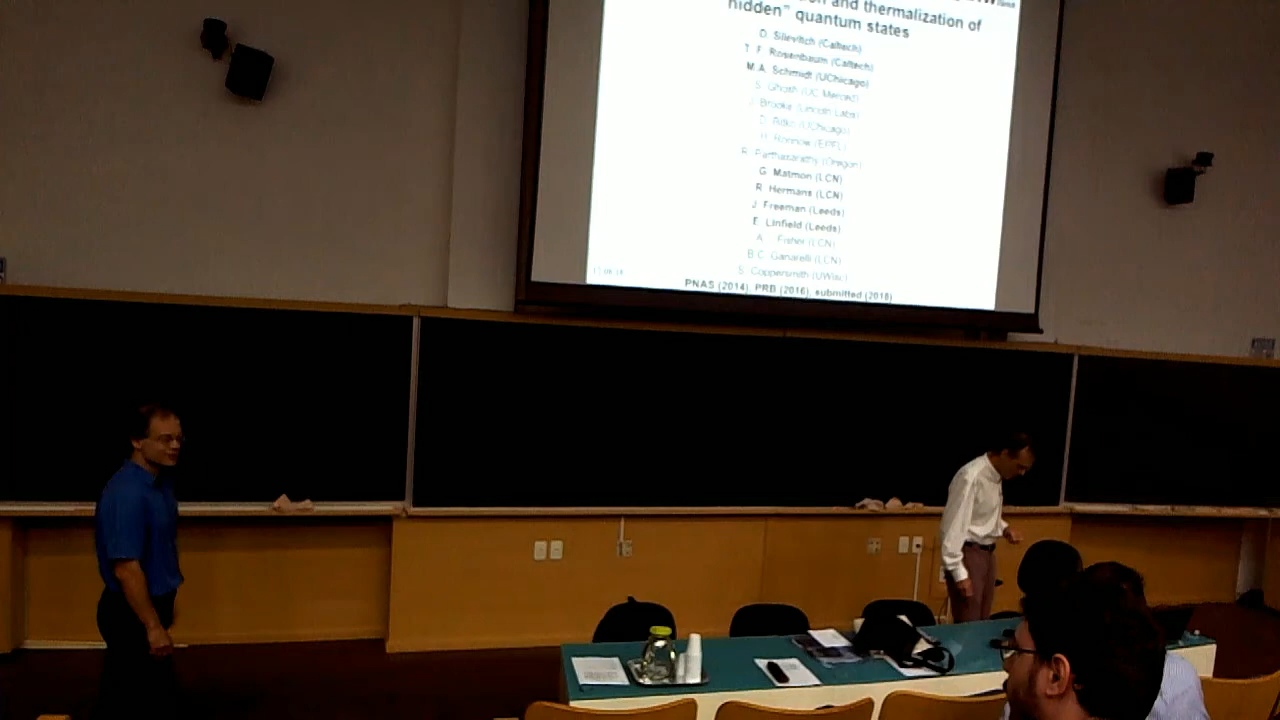 and thermalization of
hidden" quantum states
D. Silevitch (Caltech)
T. F. Rosenbaum (Caltech)
M.A. Schmidt (UChicago)
S. Ghosh (UC Merced)
J. Brooke (Lincoln Labs)
(UChicago)
H. Ronnow (EPFL)
R. Parthasarathy (Oregon)
G. Matmon (LCN)
R. Hermans (LCN)
J. Freeman (Leeds)
E. Linfield (Leeds)
A. Fisher (LCN)
B.C. (LCN)
S. Coppersmith (UWisc)
PNAS (2014), PRB (2016), submitted (2018)